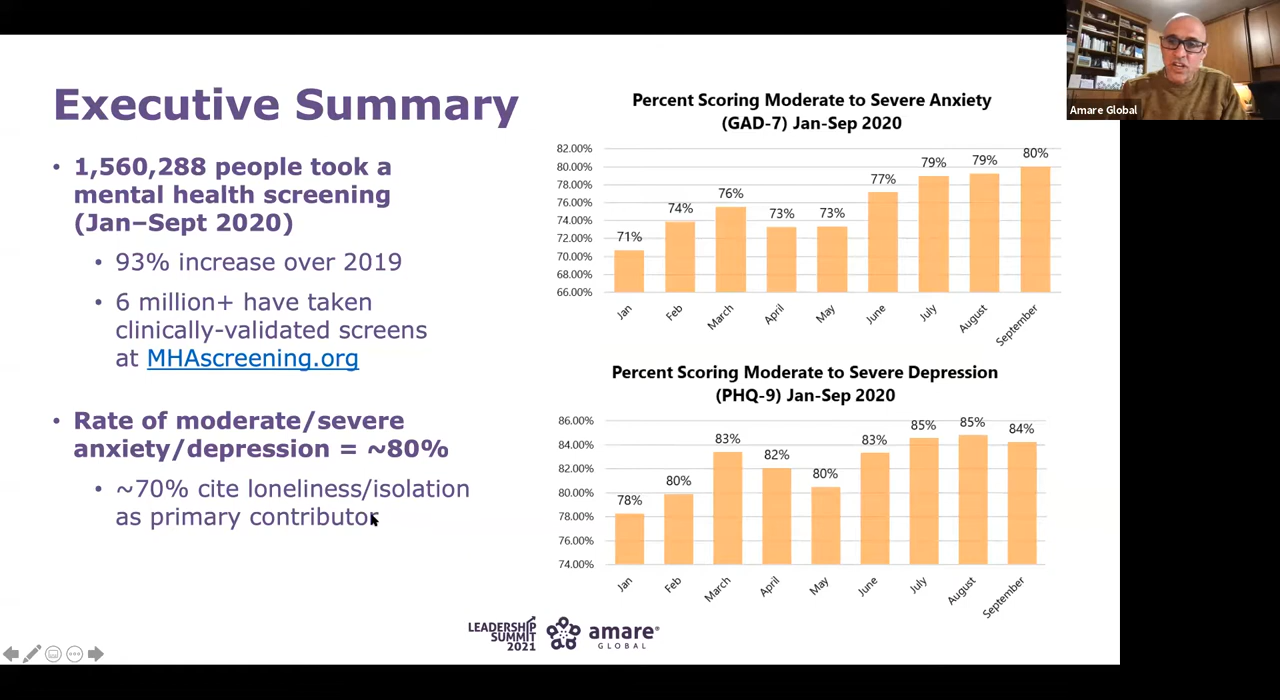 Executive Summary
• 1,560,288 people took a
mental health screening
(Jan–Sept 2020)
• 93% increase over 2019
• 6 million+ have taken
clinically-validated screens
at MHAscreening.org
• Rate of moderate/severe
anxiety/depression = ~80%
• ~70% cite loneliness/isolation
as primary contributor
Percent Scoring Moderate to Severe Anxiety
(GAD-7) Jan-Sep 2020
82.00%
80.00%
78.00%
76.00%
74.00%
72.00%
70.00%
68.00%
66.00%
71%
74%
76%
73%
73%
77%
79%
79%
80%
Jan
Feb
March
April
May
June
July
August
September
Percent Scoring Moderate to Severe Depression
(PHQ-9) Jan-Sep 2020
86.00%
84.00%
82.00%
80.00%
78.00%
76.00%
74.00%
78%
80%
83%
82%
80%
83%
85%
85%
84%
Jan
Feb
March
April
May
June
July
August
September
LEADERSHIP
SUMMIT
2021
amare®
GLOBAL
Amare Global